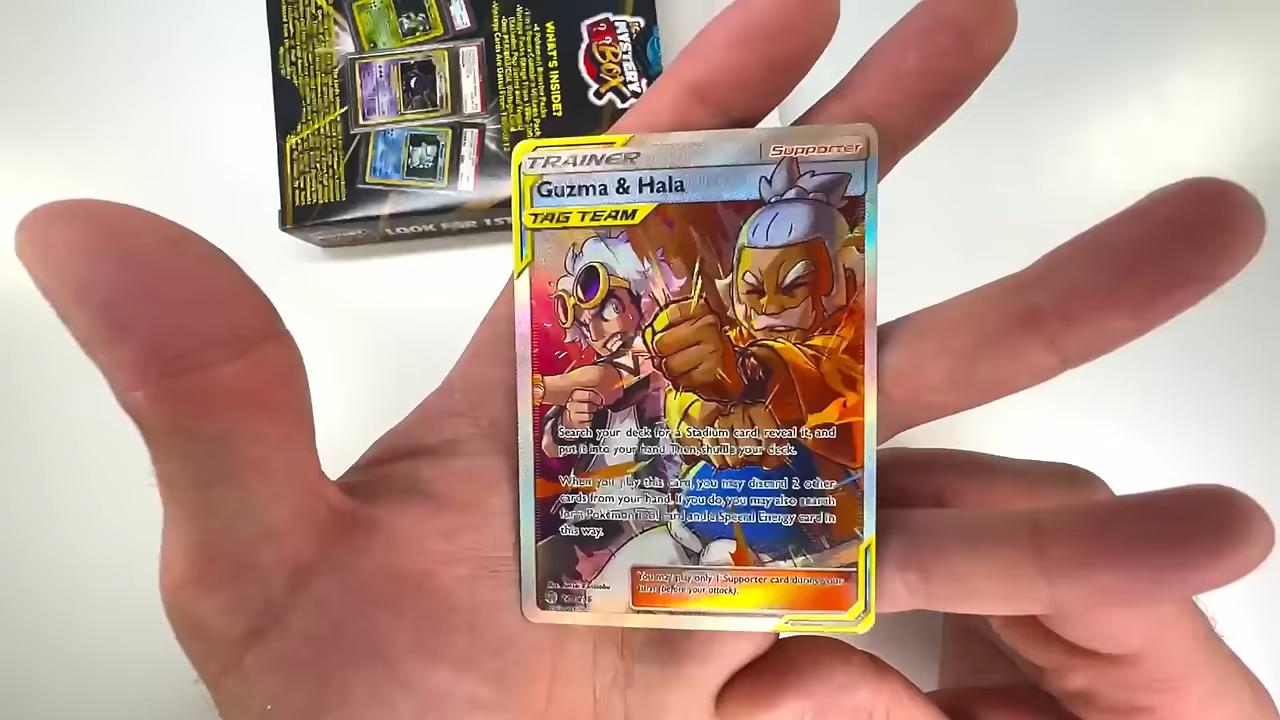 WHAT'S INSIDE?
MYSTERY
BOX
LOOK FOR 1ST
TRAINER
Supporter
Guzma & Hala
TAG TEAM
Search your deck for a Stadium card, reveal it, and
put it into your hand. Then, shuffle your deck.
When you play this card, you may discard 2 other
cards from your hand. If you do, you may also search
for a Pokémon Tool card and a Special Energy card in
this way.
You may play only 1 Supporter card during your
turn (before your attack).